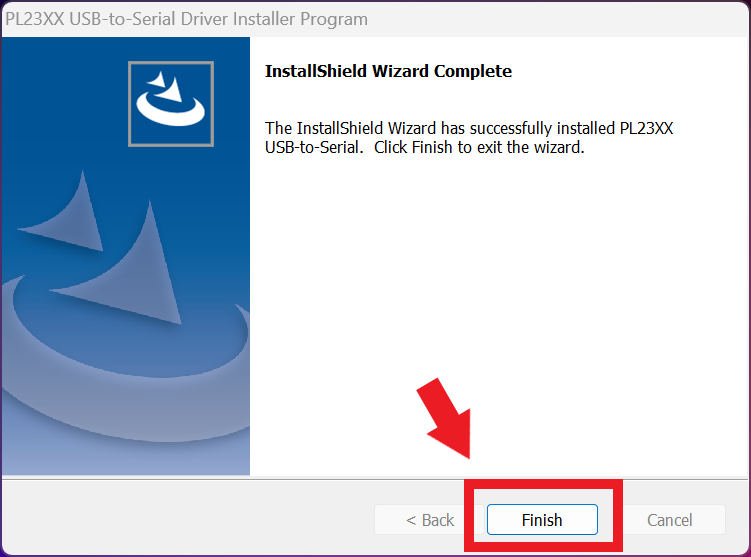 PL23XX USB-to-Serial Driver Installer Program
InstallShield Wizard Complete
The InstallShield Wizard has successfully installed PL23XX
USB-to-Serial.  Click Finish to exit the wizard.
< Back
Finish
Cancel